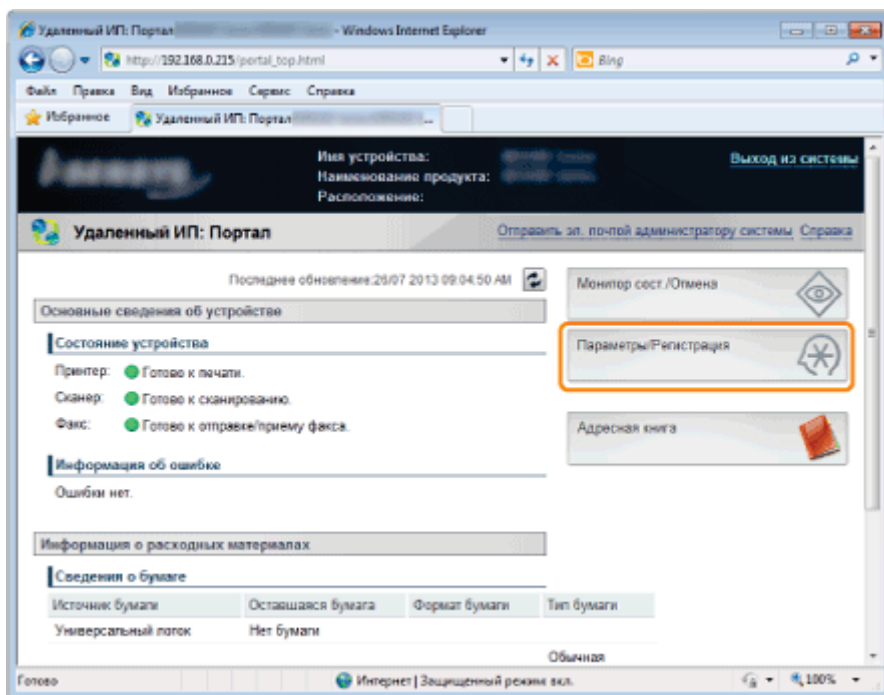 Удаленный ИП: Портал - Windows Internet Explorer
http://192.168.0.215/portal_top.html
Bing
Файл Правка Вид Избранное Сервис Справка
Избранное
Удаленный ИП: Портал ...
Имя устройства:
Наименование продукта:
Расположение:
Выход из системы
Удаленный ИП: Портал
Отправить эл. почтой администратору системы Справка
Последнее обновление:26/07 2013 09:04:50 AM
Монитор сост./Отмена
Основные сведения об устройстве
Состояние устройства
Параметры/Регистрация
Принтер: Готово к печати.
Сканер: Готово к сканированию.
Факс: Готово к отправке/приему факса.
Адресная книга
Информация об ошибке
Ошибки нет.
Информация о расходных материалах
Сведения о бумаге
Источник бумаги Оставшаяся бумага Формат бумаги Тип бумаги
Универсальный лоток Нет бумаги
Обычная
Готово
Интернет | Защищенный режим: вкл.
100%